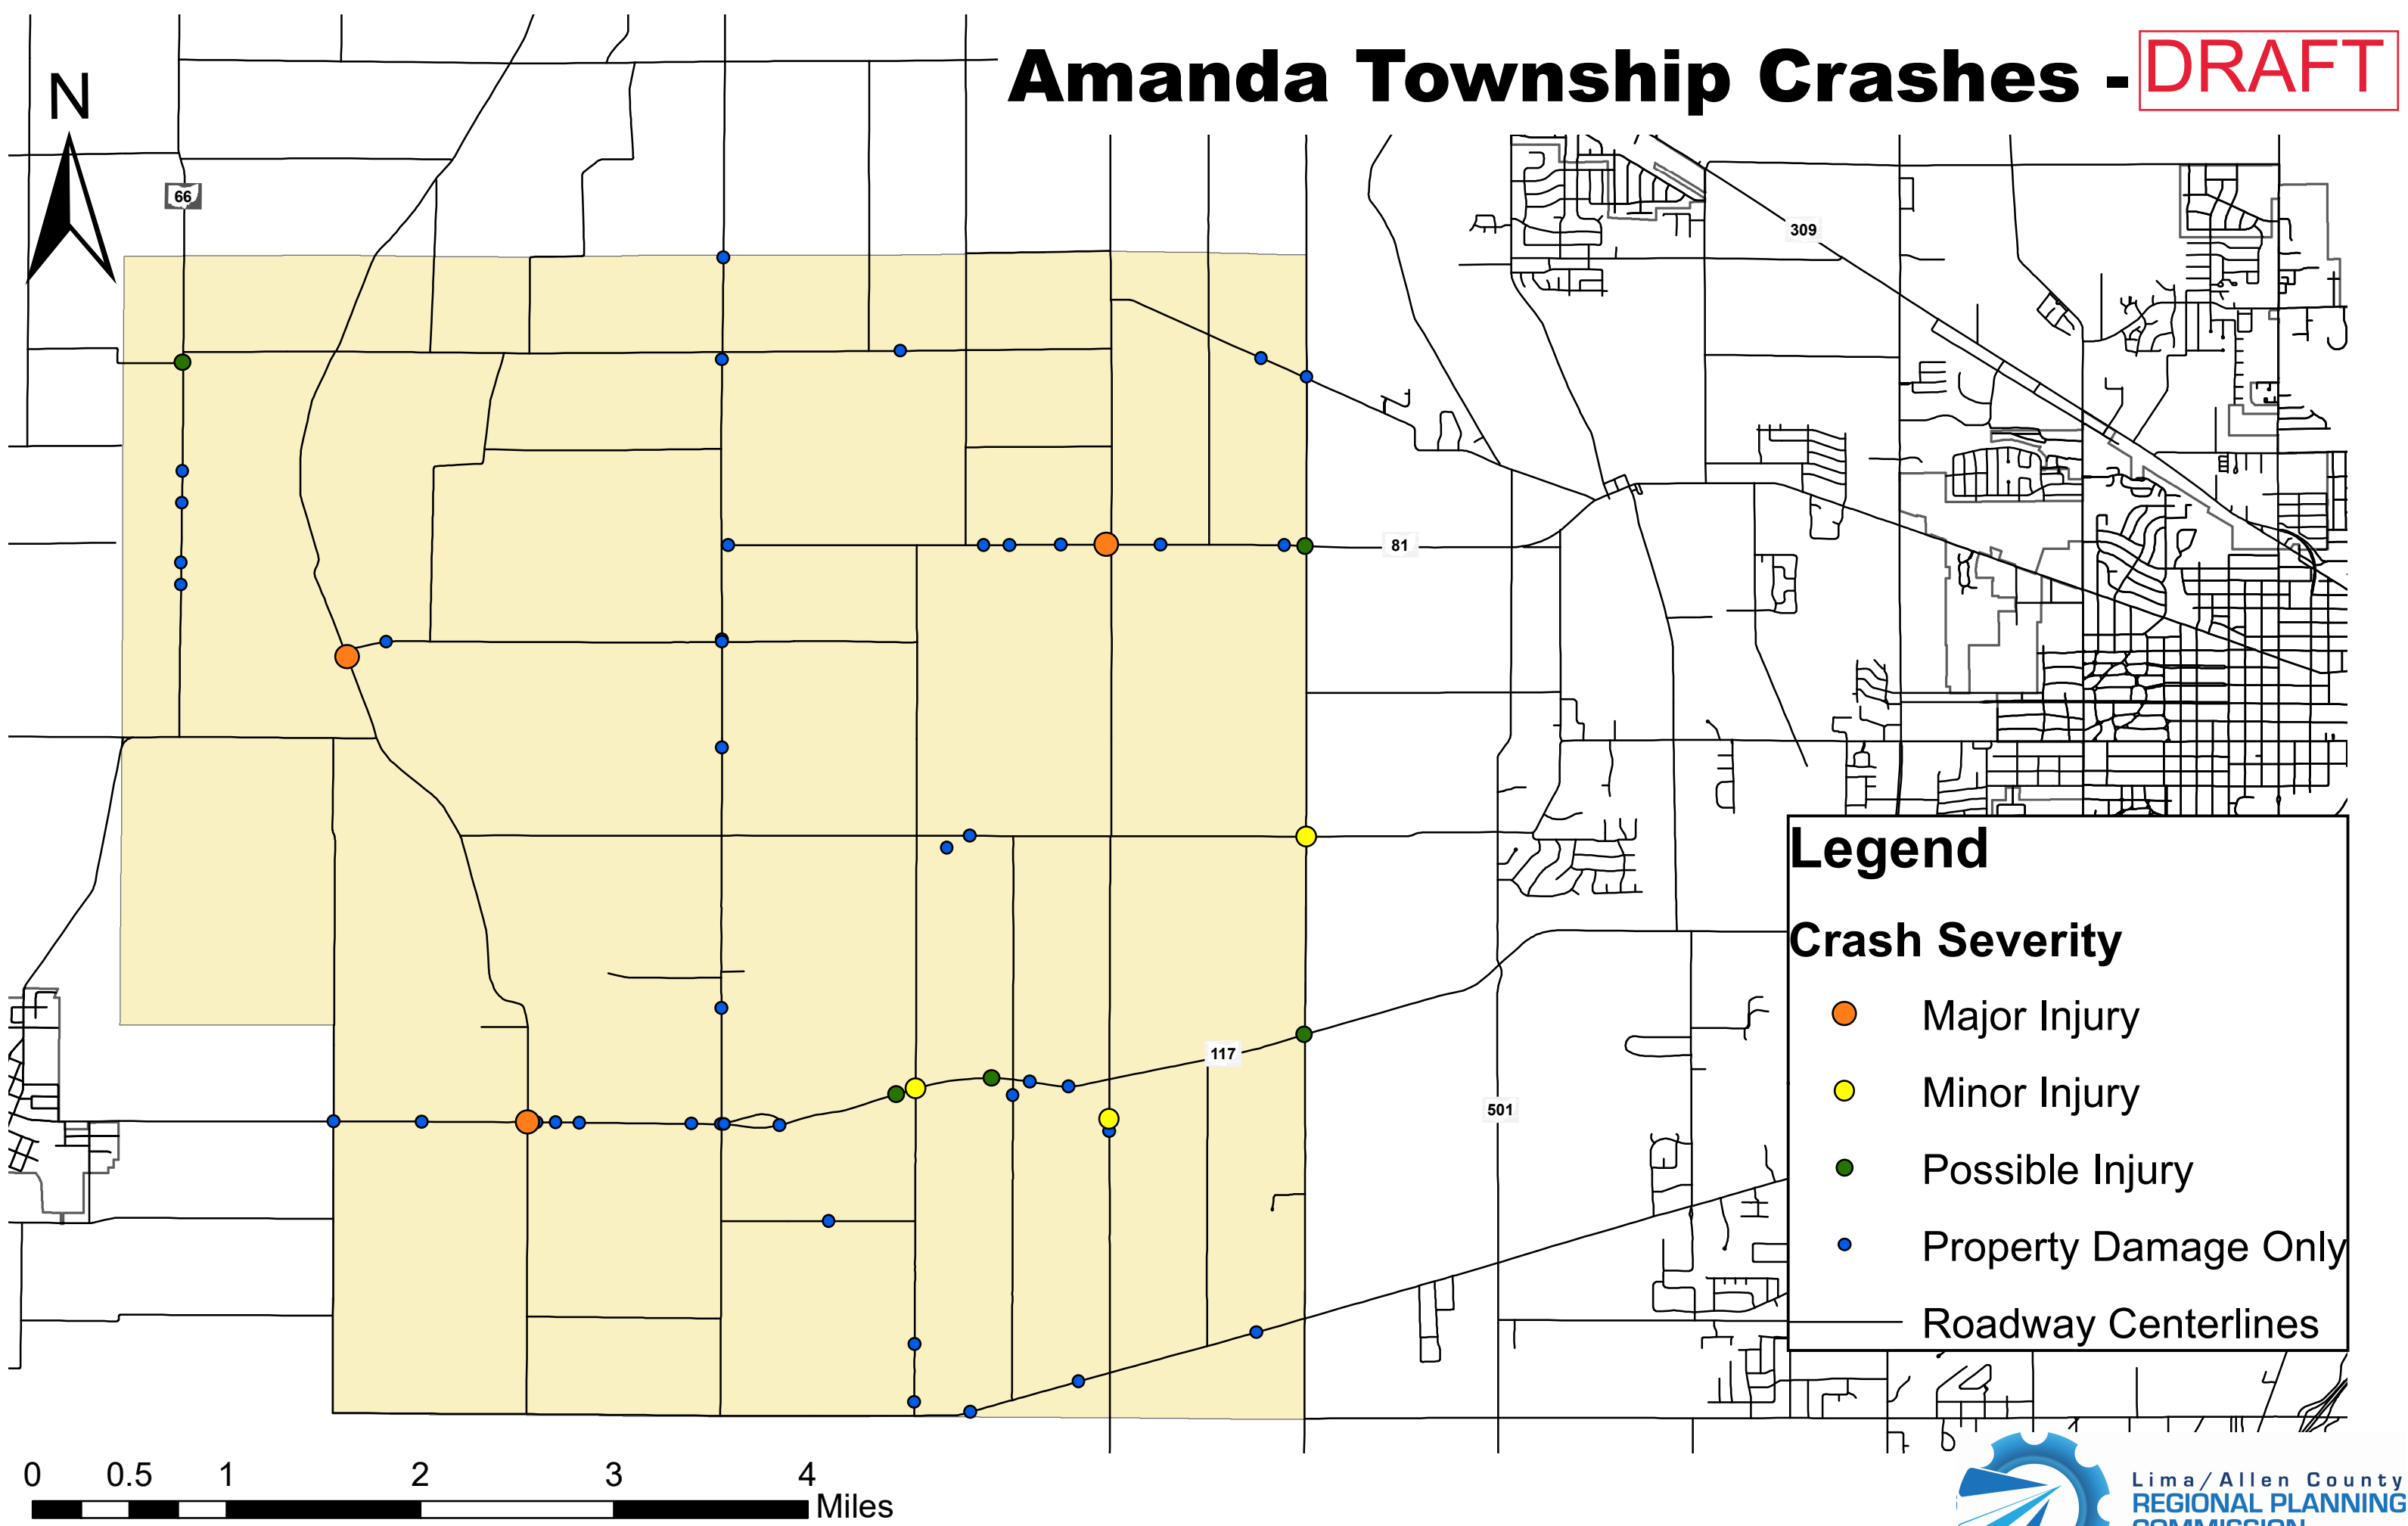 Amanda Township Crashes - DRAFT
N
66
309
81
117
501
Legend
Crash Severity
Major Injury
Minor Injury
Possible Injury
Property Damage Only
Roadway Centerlines
0 0.5 1 2 3 4
Miles
Lima/Allen County
REGIONAL PLANNING
COMMISSION